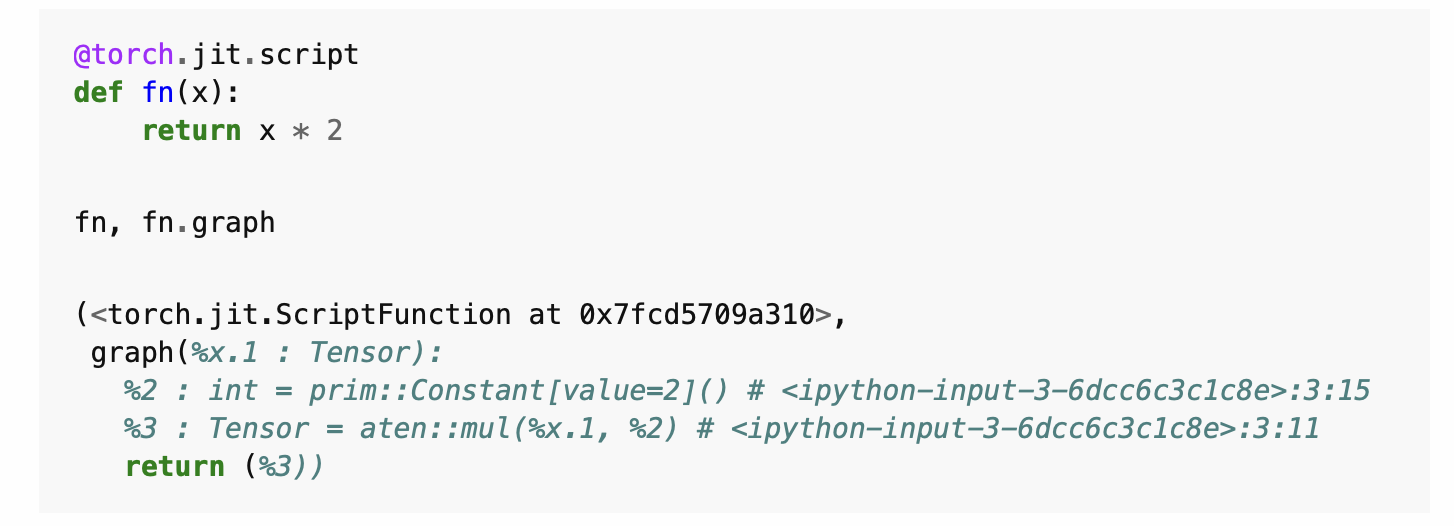 @torch.jit.script
def fn(x):
    return x * 2
fn, fn.graph
(<torch.jit.ScriptFunction at 0x7fcd5709a310>,
 graph(%x.1 : Tensor):
   %2 : int = prim::Constant[value=2]() # <ipython-input-3-6dcc6c3c1c8e>:3:15
   %3 : Tensor = aten::mul(%x.1, %2) # <ipython-input-3-6dcc6c3c1c8e>:3:11
   return (%3))